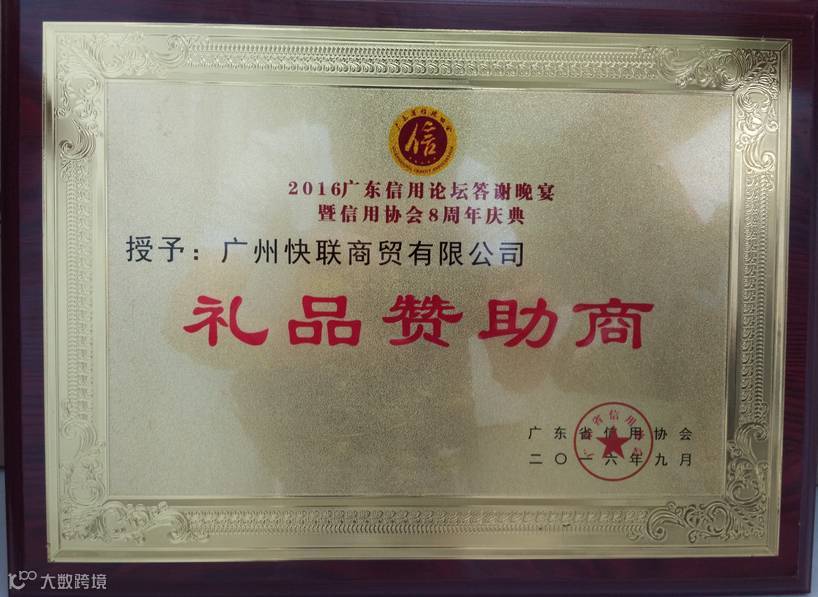 信
2016广东信用论坛答谢晚宴
暨信用协会8周年庆典
授予：广州快联商贸有限公司
礼品赞助商
广东省信用协会
二〇一六年九月
大数跨境